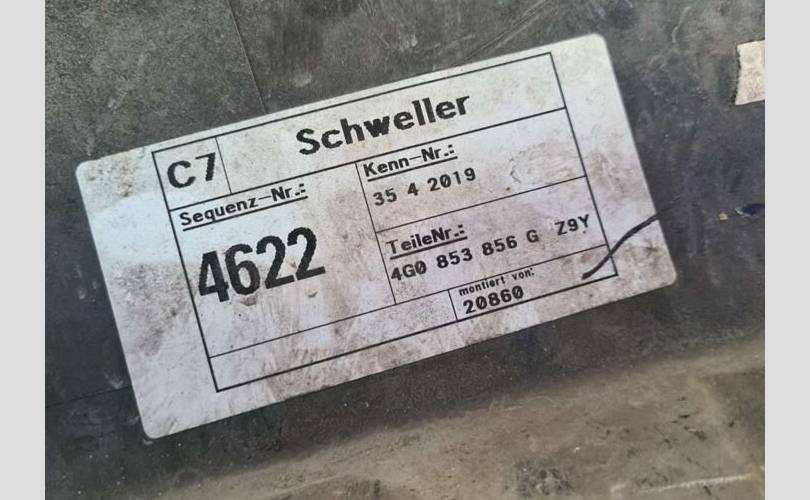 C7 Schweller
Sequenz-Nr.:
4622
Kenn-Nr.:
35 4 2019
TeileNr.:
4G0 853 856 G Z9Y
montiert von:
20860